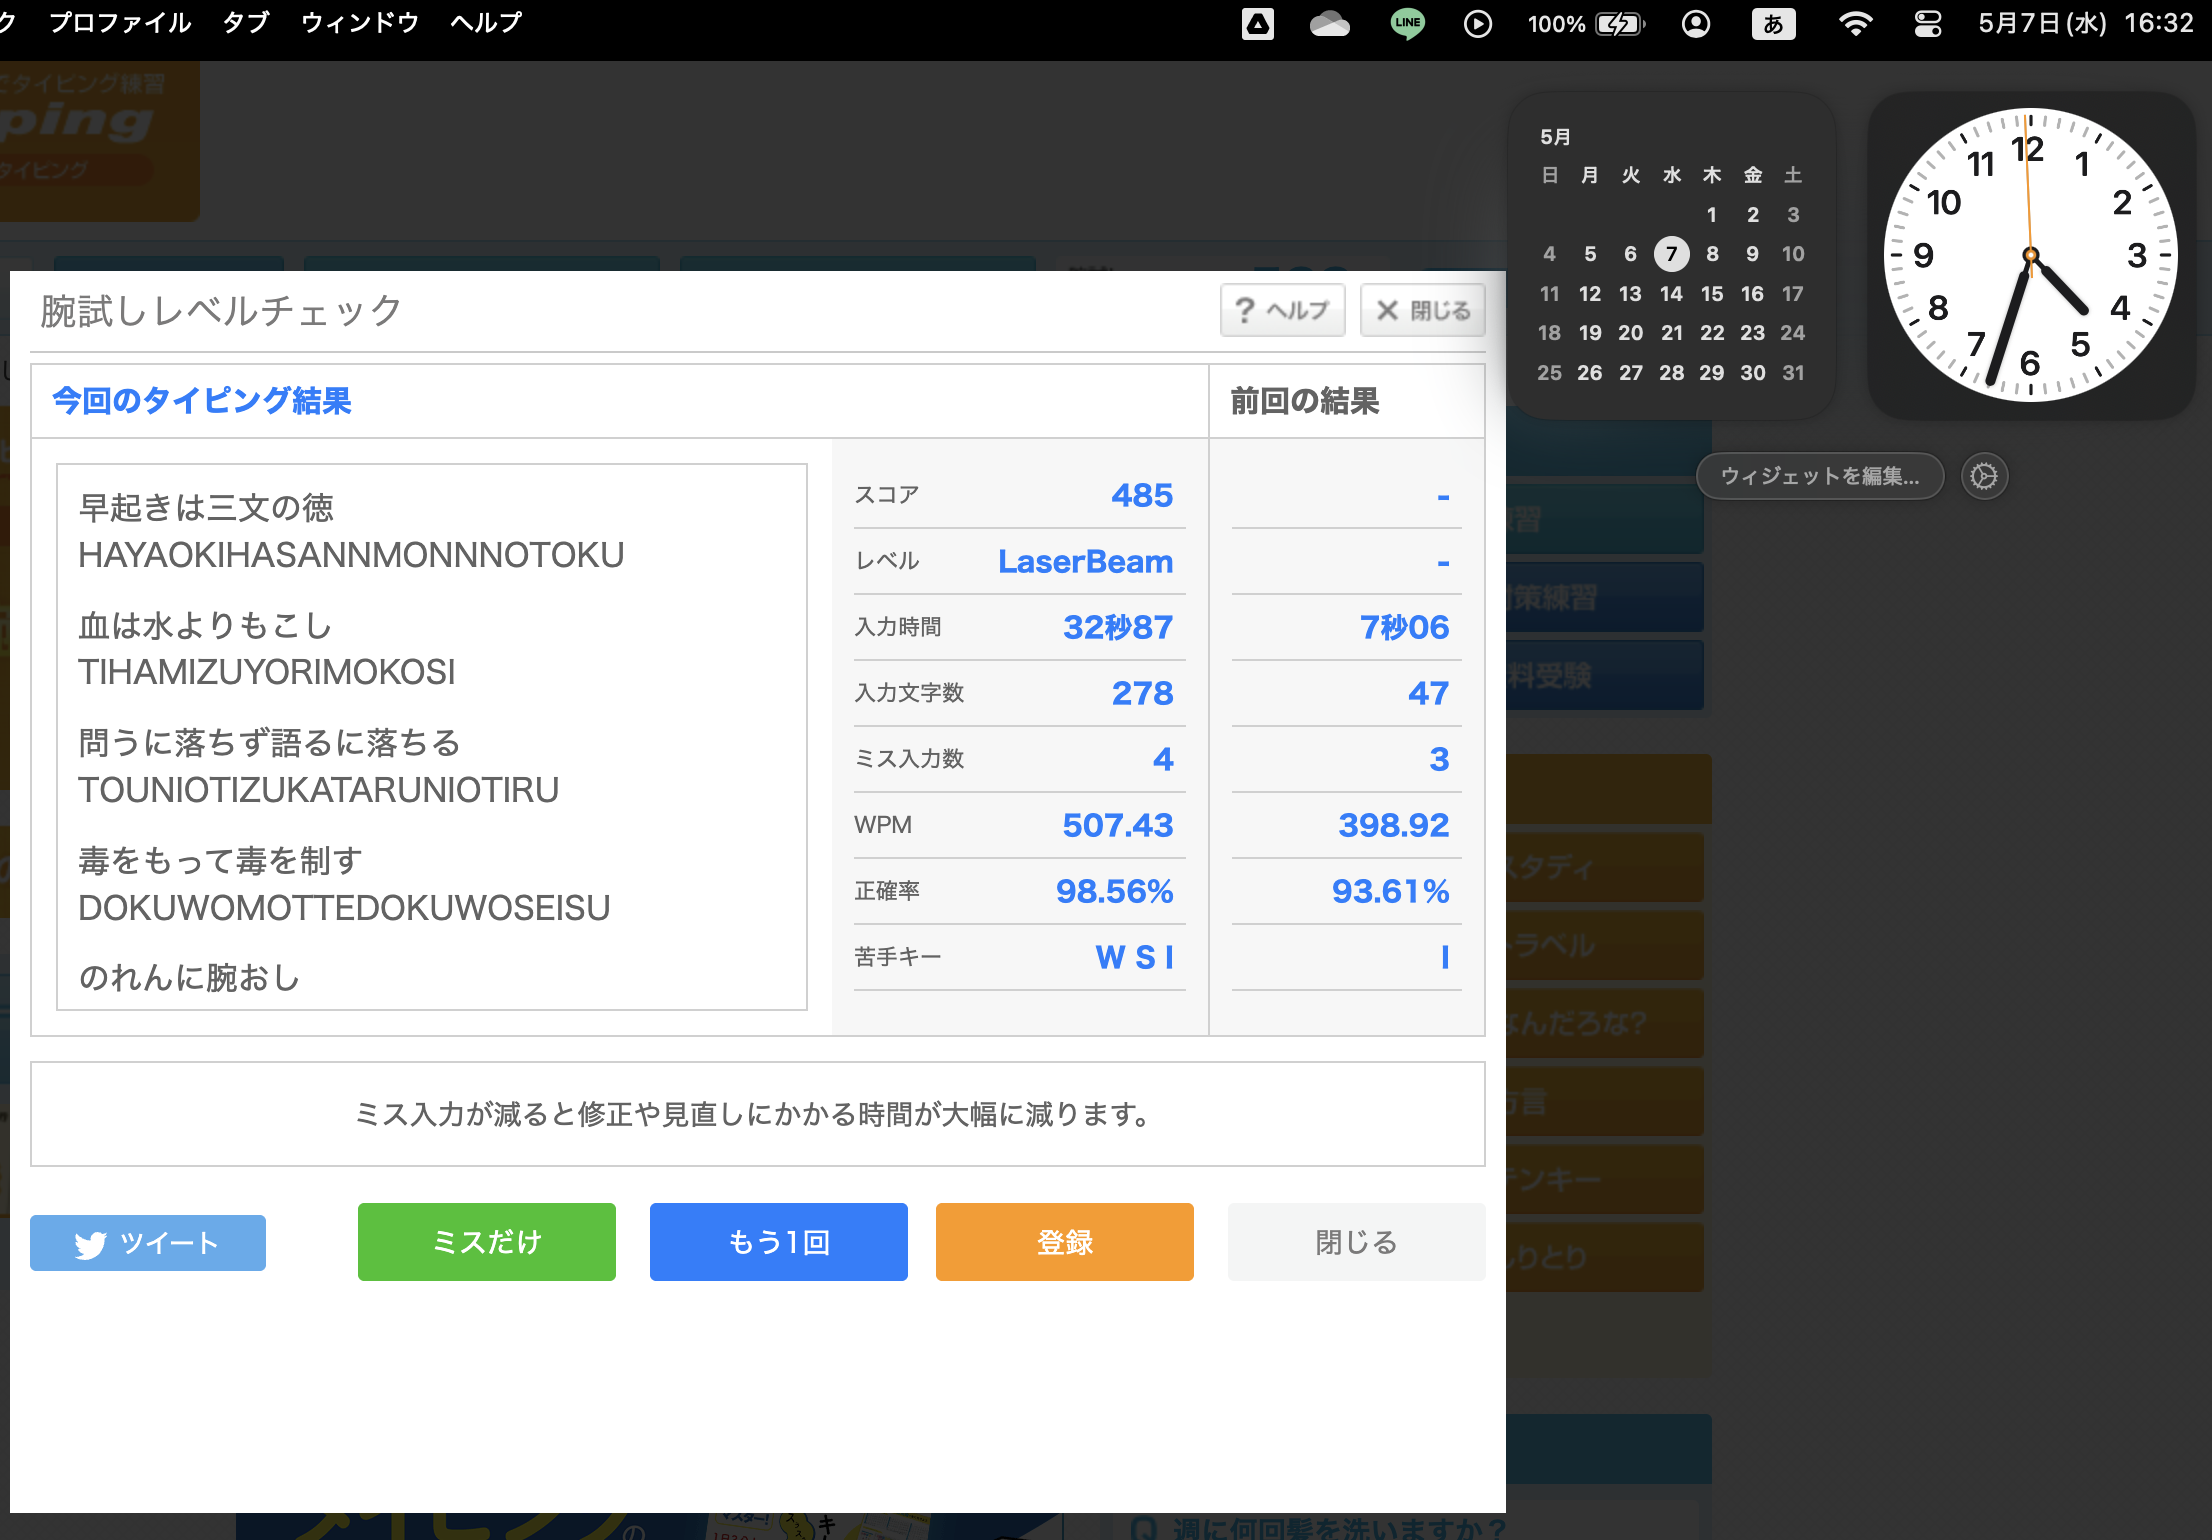 プロファイル タブ ウィンドウ ヘルプ
LINE 100% あ 5月7日(水) 16:32
でタイピング練習
ping
タイピング
5月
日 月 火 水 木 金 土
1 2 3
4 5 6 7 8 9 10
11 12 13 14 15 16 17
18 19 20 21 22 23 24
25 26 27 28 29 30 31
12 1 2 3 4 5 6 7 8 9 10 11
ウィジェットを編集...
腕試しレベルチェック
? ヘルプ
× 閉じる
今回のタイピング結果 前回の結果
早起きは三文の徳
HAYAOKIHASANNMONNNOTOKU
血は水よりもこし
TIHAMIZUYORIMOKOSI
問うに落ちず語るに落ちる
TOUNIOTIZUKATARUNIOTIRU
毒をもって毒を制す
DOKUWOMOTTEDOKUWOSEISU
のれんに腕おし
スコア 485 -
レベル LaserBeam -
入力時間 32秒87 7秒06
入力文字数 278 47
ミス入力数 4 3
WPM 507.43 398.92
正確率 98.56% 93.61%
苦手キー W S I I
ミス入力が減ると修正や見直しにかかる時間が大幅に減ります。
ツイート
ミスだけ
もう1回
登録
閉じる
習
策練習
料受験
スタディ
トラベル
なんだろな?
方言
テンキー
しりとり
Q 週に何回髪を洗いますか?